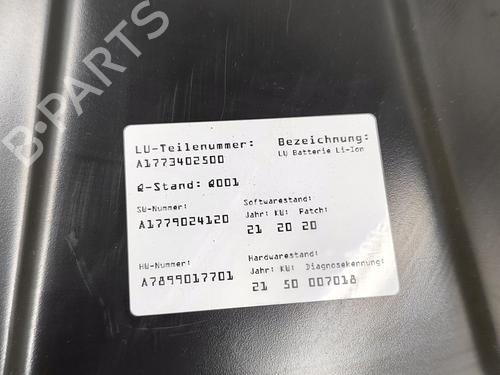 B-PARTS
LU-Teilenummer: Bezeichnung:
A1773402500 LU Batterie Li-Ion
Q-Stand: Q001
SW-Nummer: Softwarestand:
Jahr: KW: Patch:
A1779024120 21 20 20
HW-Nummer: Hardwarestand:
Jahr: KW: Diagnosekennung:
A7899017701 21 50 007018